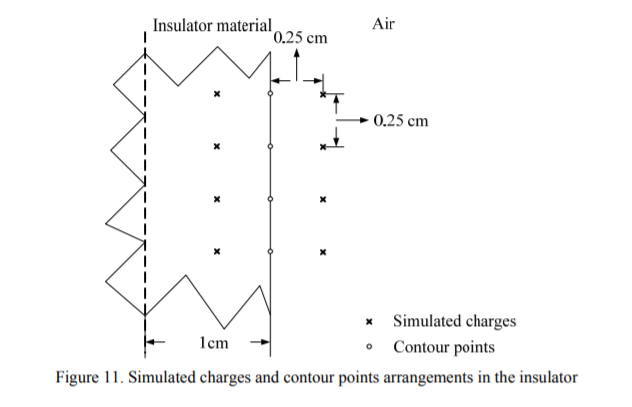 Insulator material
Air
0.25 cm
0.25 cm
1cm
Simulated charges
Contour points
Figure 11. Simulated charges and contour points arrangements in the insulator